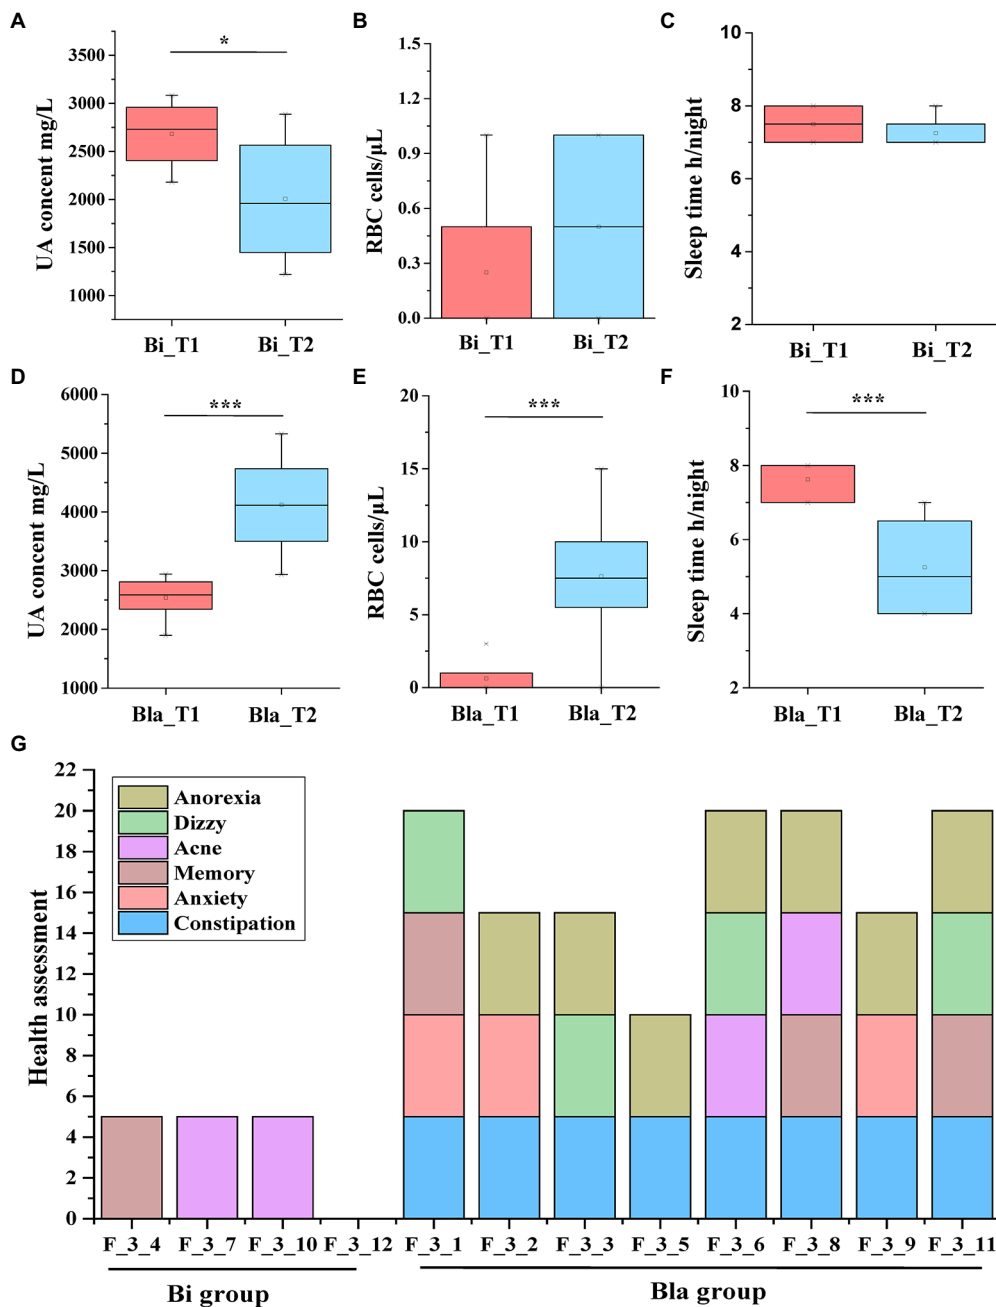 A
UA concent mg/L
3500
3000
2500
2000
1500
1000
*
Bi_T1 Bi_T2
B
RBC cells/μL
1.5
1.2
0.9
0.6
0.3
0.0
Bi_T1 Bi_T2
C
Sleep time h/night
10
8
6
4
2
Bi_T1 Bi_T2
D
UA concent mg/L
6000
5000
4000
3000
2000
1000
***
Bla_T1 Bla_T2
E
RBC cells/μL
20
15
10
5
0
***
Bla_T1 Bla_T2
F
Sleep time h/night
10
8
6
4
2
***
Bla_T1 Bla_T2
G
Health assessment
22
20
18
16
14
12
10
8
6
4
2
0
Anorexia
Dizzy
Acne
Memory
Anxiety
Constipation
F_3_4 F_3_7 F_3_10 F_3_12 F_3_1 F_3_2 F_3_3 F_3_5 F_3_6 F_3_8 F_3_9 F_3_11
Bi group Bla group